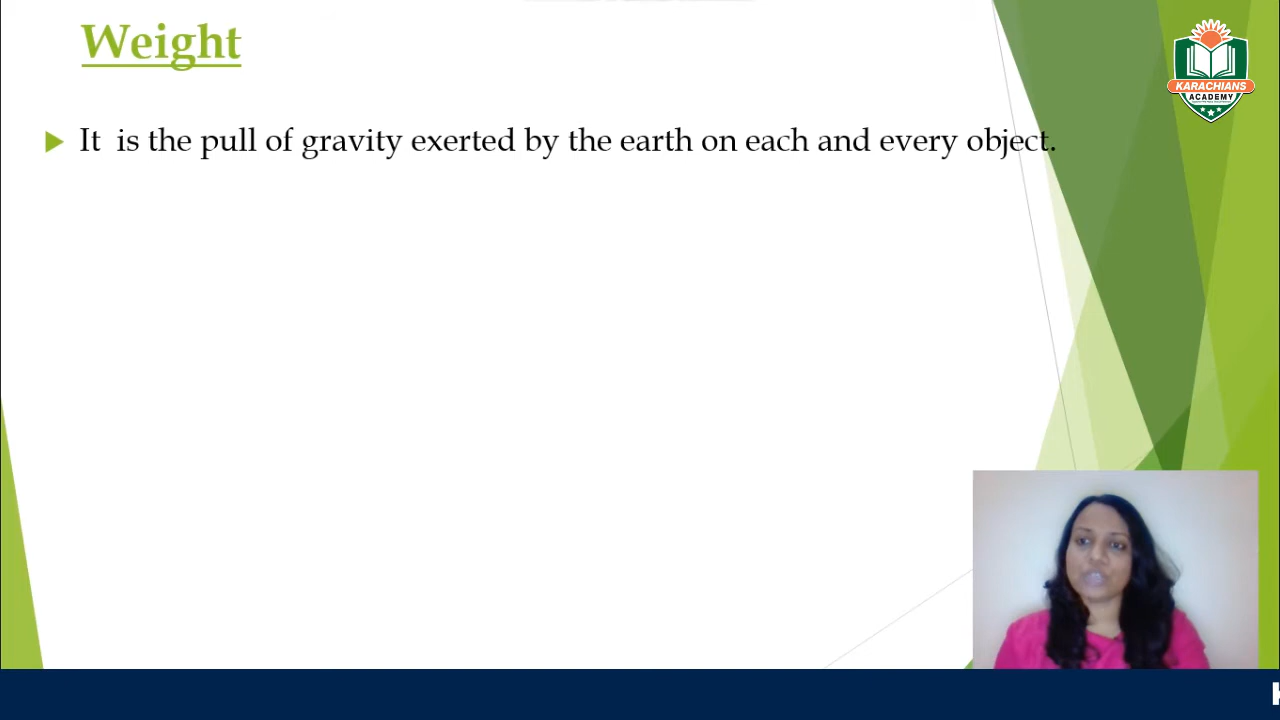 Weight
It is the pull of gravity exerted by the earth on each and every object.
KARACHIANS
ACADEMY